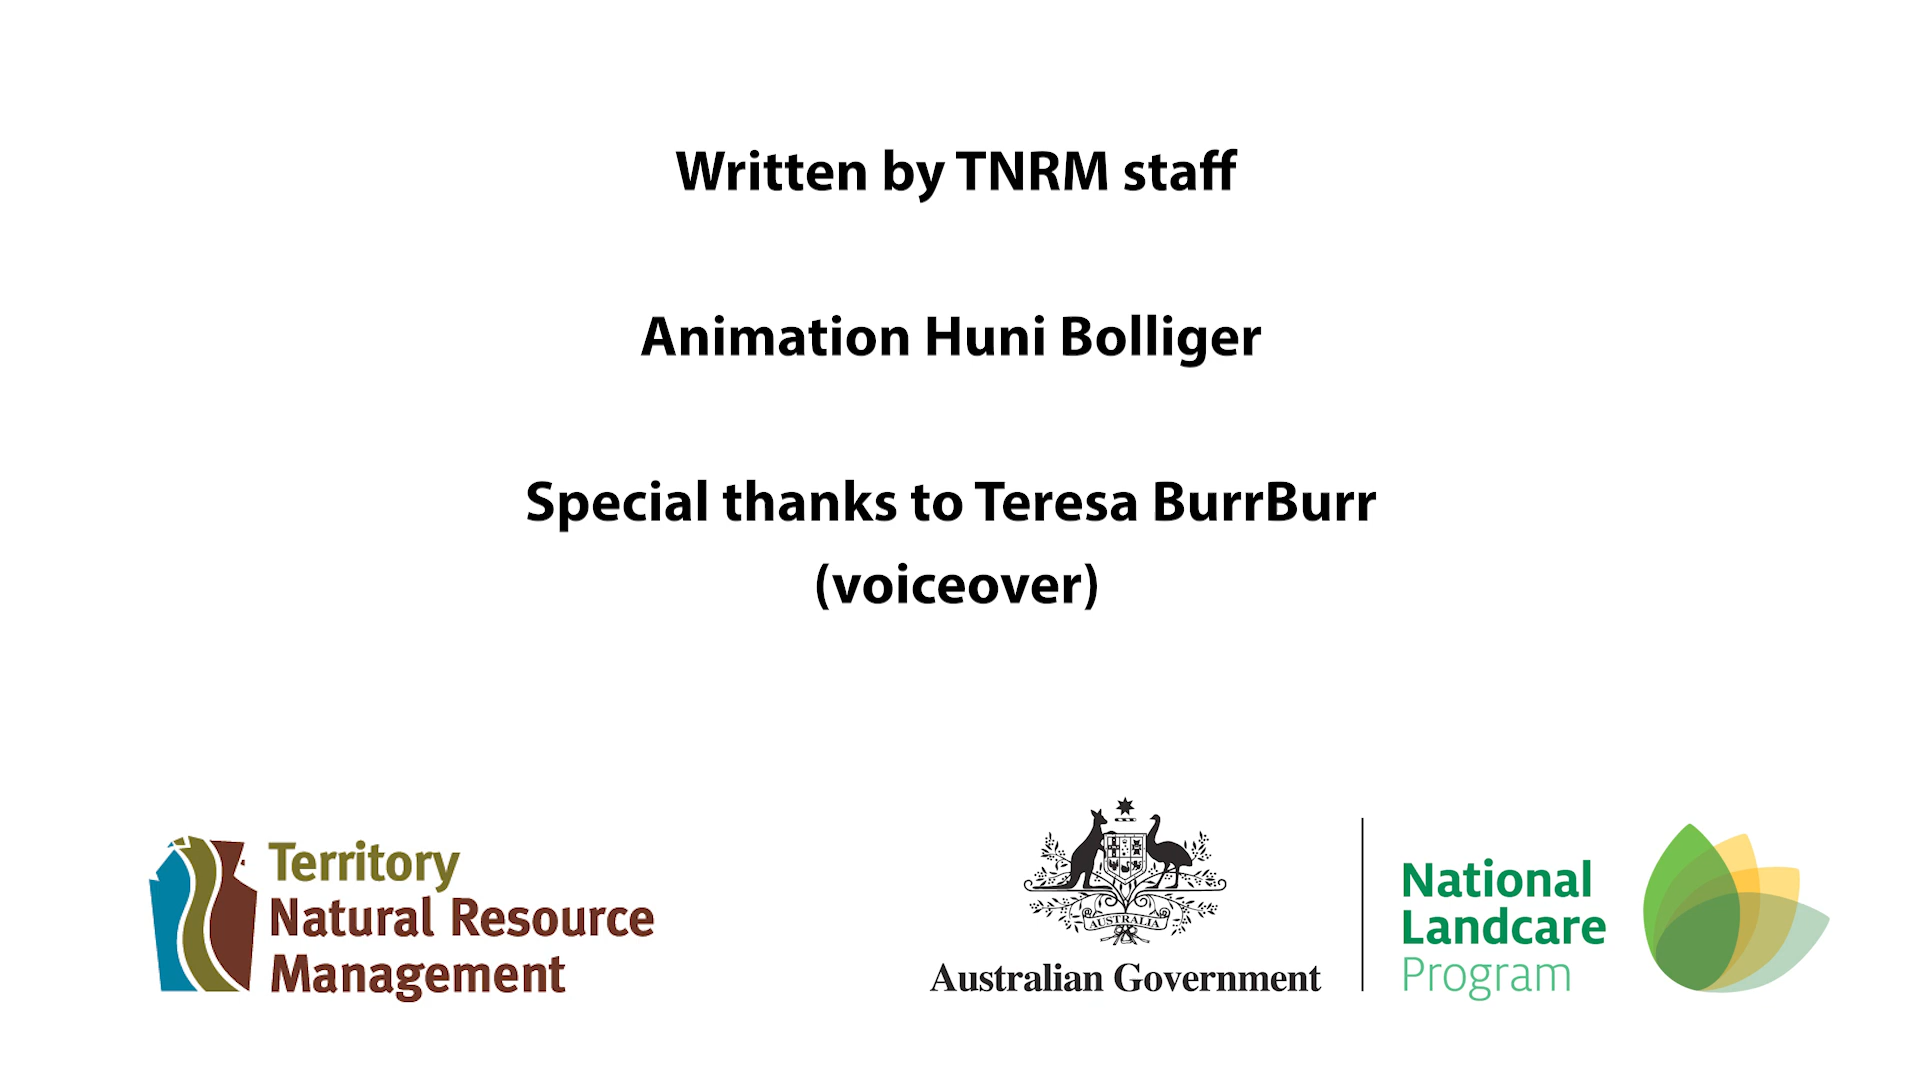 Written by TNRM staff
Animation Huni Bolliger
Special thanks to Teresa BurrBurr
(voiceover)
Territory
Natural Resource
Management
AUSTRALIA
Australian Government
National
Landcare
Program